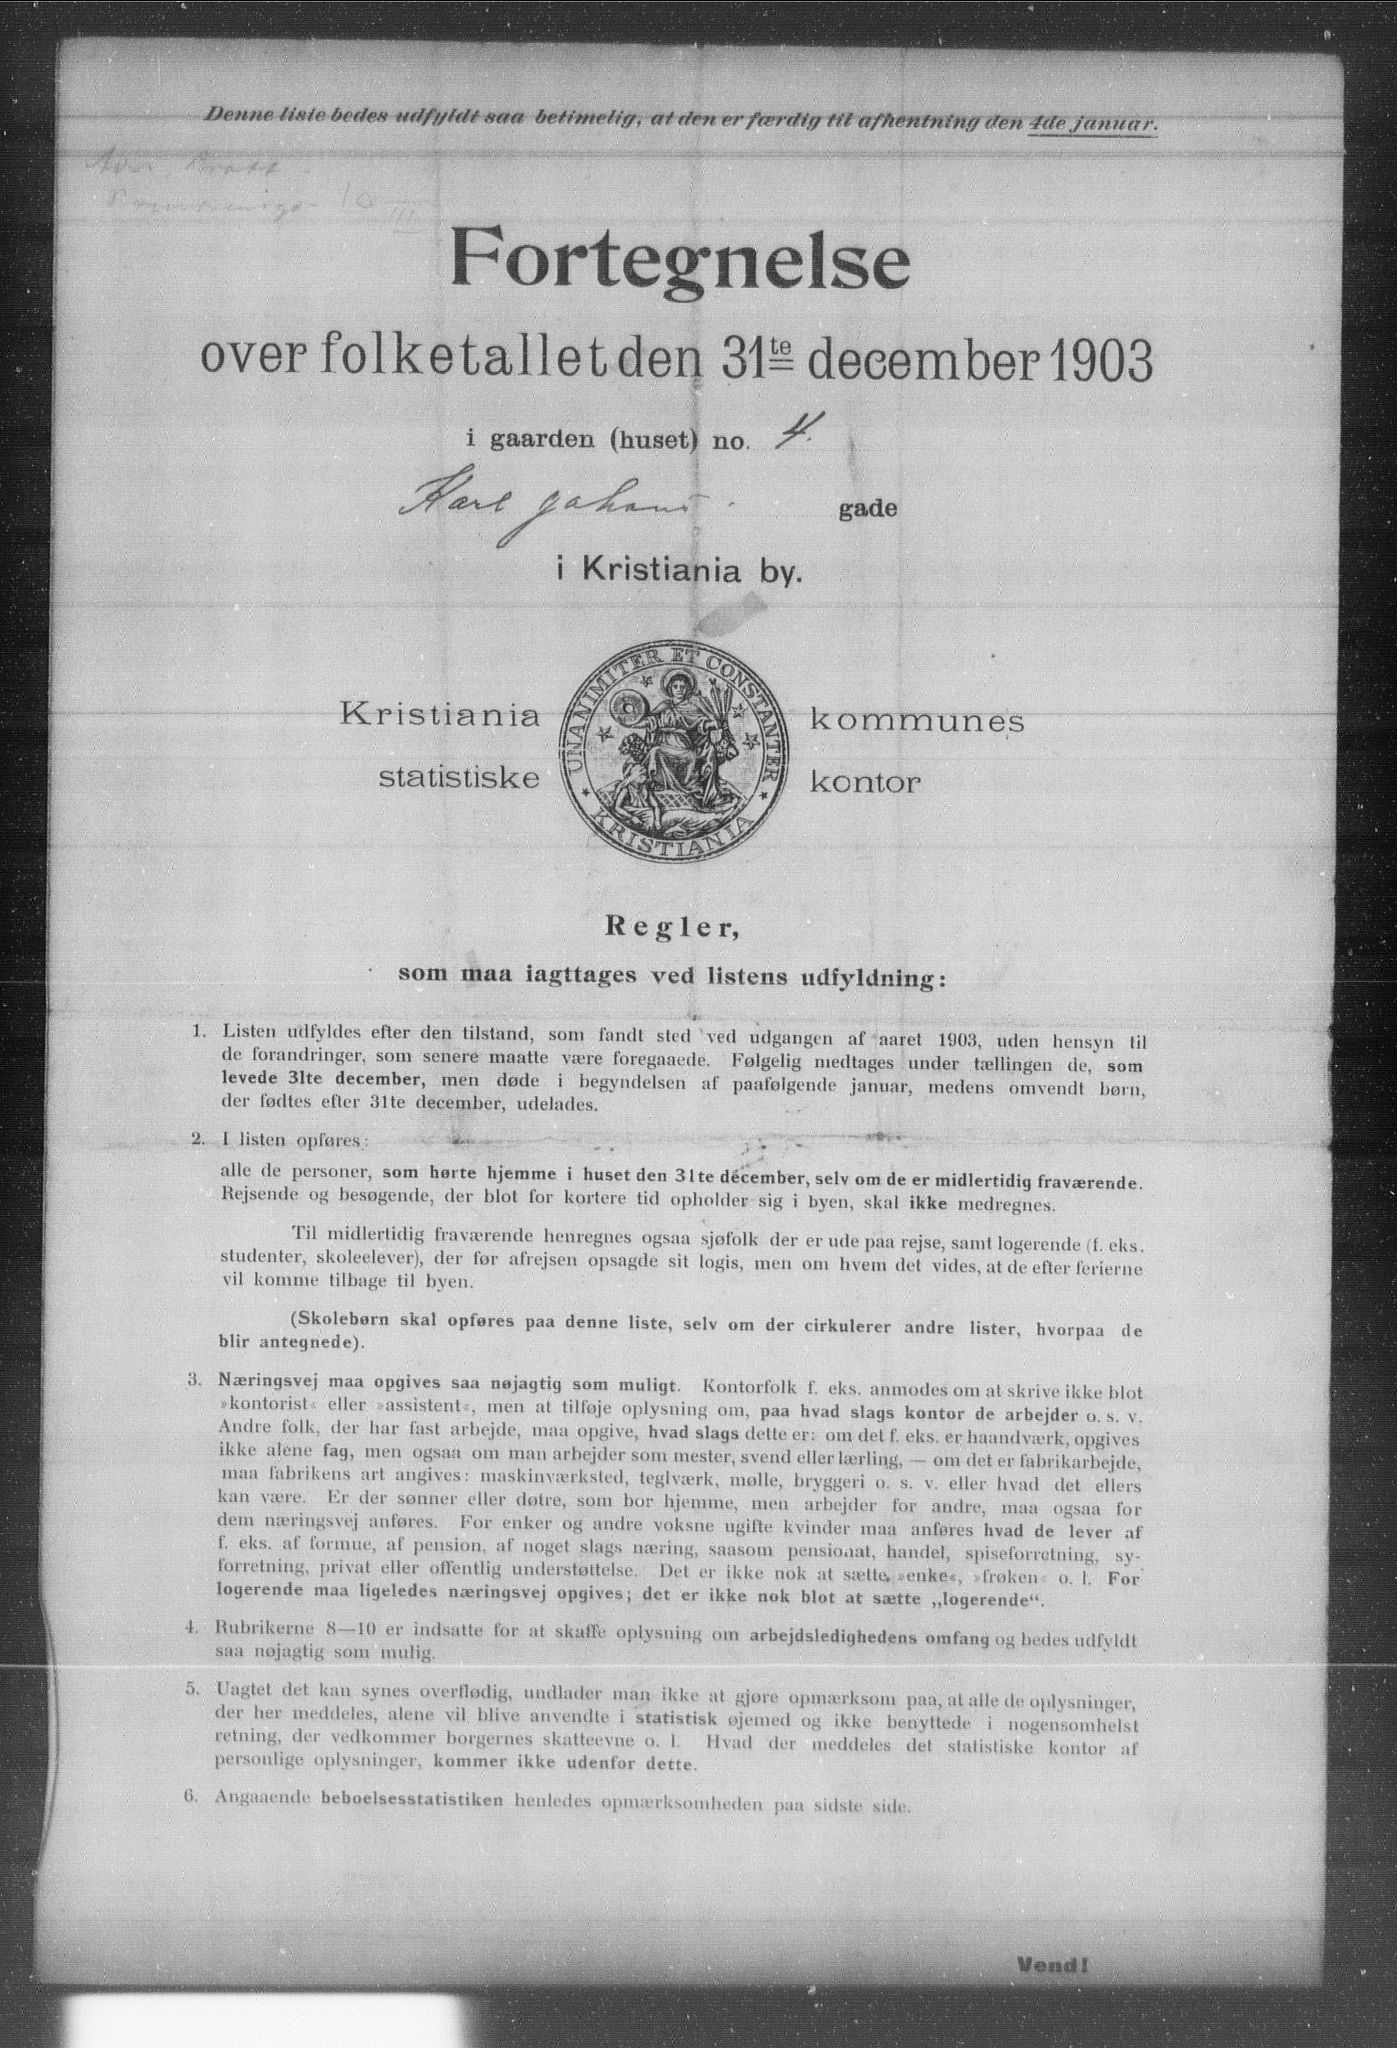 Denne liste bedes udfyldt saa betimelig, at den er færdig til afhentning den 4de januar.
10 III
Fortegnelse
over folketallet den 31te december 1903
i gaarden (huset) no. 4.
Karl Johans gade
i Kristiania by.
UNANIMITER ET CONSTANTER
KRISTIANIA
Kristiania kommunes
statistiske kontor
Regler,
som maa iagttages ved listens udfyldning:
1. Listen udfyldes efter den tilstand, som fandt sted ved udgangen af aaret 1903, uden hensyn til
de forandringer, som senere maatte være foregaaede. Følgelig medtages under tællingen de, som
levede 31te december, men døde i begyndelsen af paafølgende januar, medens omvendt børn,
der fødtes efter 31te december, udelades.
2. I listen opføres:
alle de personer, som hørte hjemme i huset den 31te december, selv om de er midlertidig fraværende.
Rejsende og besøgende, der blot for kortere tid opholder sig i byen, skal ikke medregnes.
Til midlertidig fraværende henregnes ogsaa sjøfolk der er ude paa rejse, samt logerende (f. eks.
studenter, skoleelever), der før afrejsen opsagde sit logis, men om hvem det vides, at de efter ferierne
vil komme tilbage til byen.
(Skolebørn skal opføres paa denne liste, selv om der cirkulerer andre lister, hvorpaa de
blir antegnede).
3. Næringsvej maa opgives saa nøjagtig som muligt. Kontorfolk f. eks. anmodes om at skrive ikke blot
»kontorist« eller »assistent«, men at tilføje oplysning om, paa hvad slags kontor de arbejder o. s. v.
Andre folk, der har fast arbejde, maa opgive, hvad slags dette er: om det f. eks. er haandværk, opgives
ikke alene fag, men ogsaa om man arbejder som mester, svend eller lærling, — om det er fabrikarbejde,
maa fabrikens art angives: maskinværksted, teglværk, mølle, bryggeri o. s. v. eller hvad det ellers
kan være. Er der sønner eller døtre, som bor hjemme, men arbejder for andre, maa ogsaa for
dem næringsvej anføres. For enker og andre voksne ugifte kvinder maa anføres hvad de lever af
f. eks. af formue, af pension, af noget slags næring, saasom pensionat, handel, spiseforretning, sy-
forretning, privat eller offentlig understøttelse. Det er ikke nok at sætte »enke«, »frøken« o. l. For
logerende maa ligeledes næringsvej opgives; det er ikke nok blot at sætte „logerende“.
4. Rubrikerne 8—10 er indsatte for at skaffe oplysning om arbejdsledighedens omfang og bedes udfyldt
saa nøjagtig som mulig.
5. Uagtet det kan synes overflødig, undlader man ikke at gjøre opmærksom paa, at alle de oplysninger,
der her meddeles, alene vil blive anvendte i statistisk øjemed og ikke benyttede i nogensomhelst
retning, der vedkommer borgernes skatteevne o. l. Hvad der meddeles det statistiske kontor af
personlige oplysninger, kommer ikke udenfor dette.
6. Angaaende beboelsesstatistiken henledes opmærksomheden paa sidste side.
Vend!